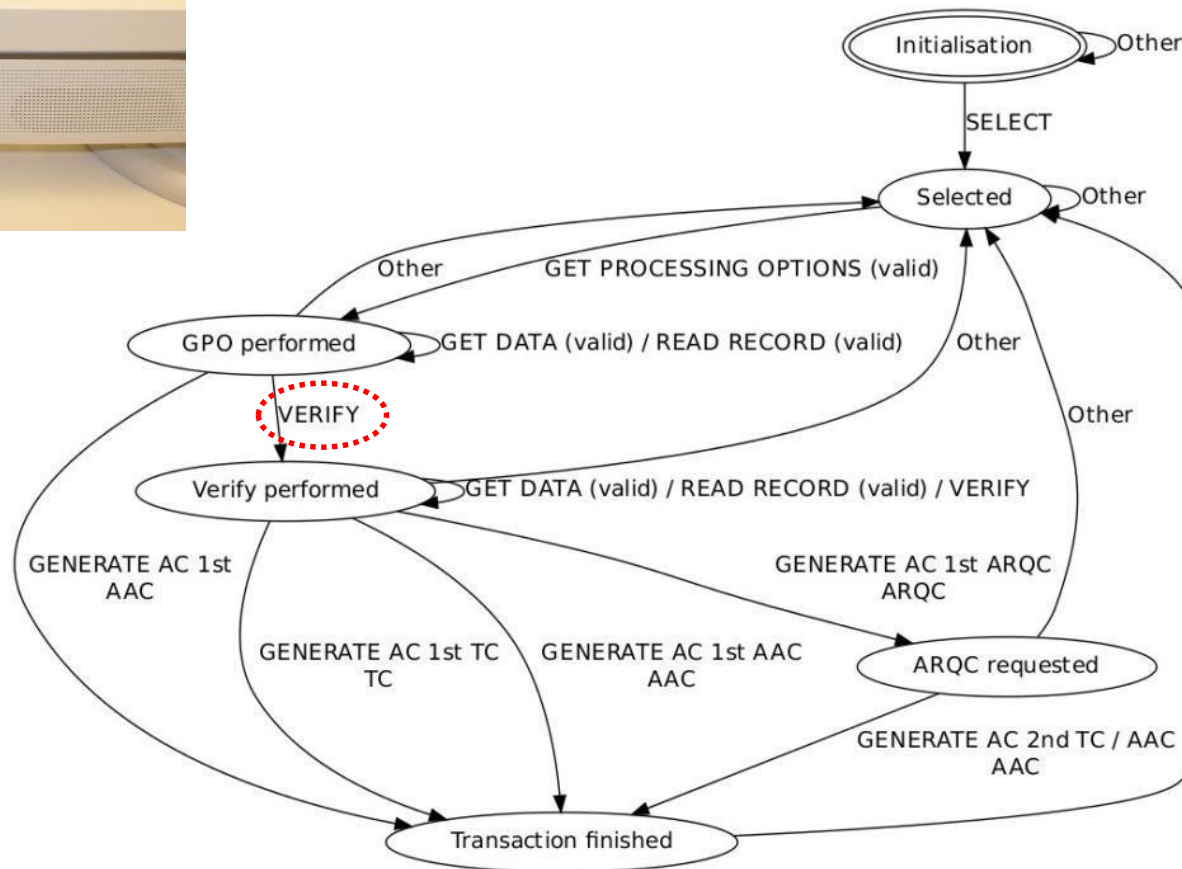 Initialisation
Other
SELECT
Selected
Other
Other
GET PROCESSING OPTIONS (valid)
GPO performed
GET DATA (valid) / READ RECORD (valid)
Other
VERIFY
Other
Verify performed
GET DATA (valid) / READ RECORD (valid) / VERIFY
GENERATE AC 1st
AAC
GENERATE AC 1st TC
TC
GENERATE AC 1st AAC
AAC
GENERATE AC 1st ARQC
ARQC
ARQC requested
GENERATE AC 2nd TC / AAC
AAC
Transaction finished